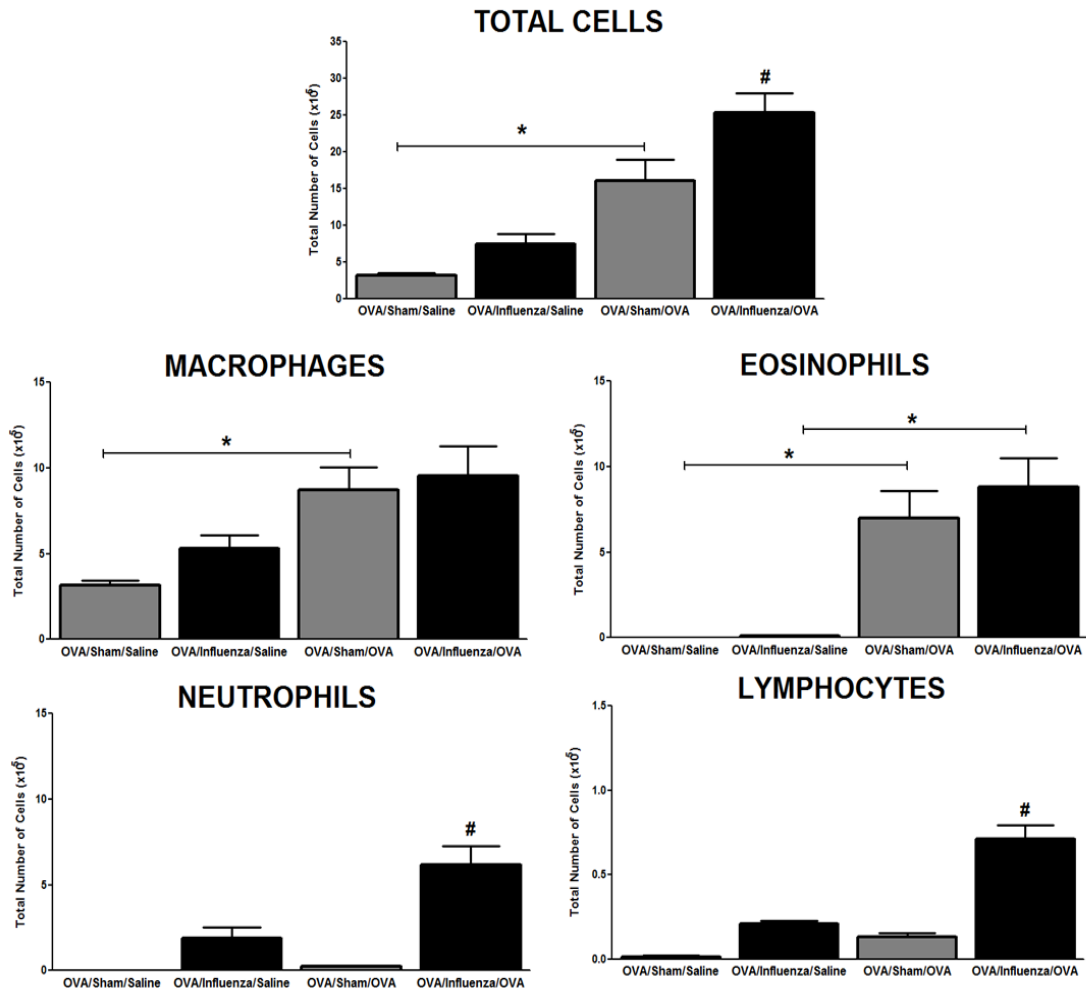 TOTAL CELLS
Total Number of Cells (x10⁵)
35
30
25
20
15
10
5
0
*
#
OVA/Sham/Saline OVA/Influenza/Saline OVA/Sham/OVA OVA/Influenza/OVA
MACROPHAGES
Total Number of Cells (x10⁵)
15
10
5
0
*
OVA/Sham/Saline OVA/Influenza/Saline OVA/Sham/OVA OVA/Influenza/OVA
EOSINOPHILS
Total Number of Cells (x10⁵)
15
10
5
0
*
*
OVA/Sham/Saline OVA/Influenza/Saline OVA/Sham/OVA OVA/Influenza/OVA
NEUTROPHILS
Total Number of Cells (x10⁵)
15
10
5
0
#
OVA/Sham/Saline OVA/Influenza/Saline OVA/Sham/OVA OVA/Influenza/OVA
LYMPHOCYTES
Total Number of Cells (x10⁵)
1.5
1.0
0.5
0.0
#
OVA/Sham/Saline OVA/Influenza/Saline OVA/Sham/OVA OVA/Influenza/OVA